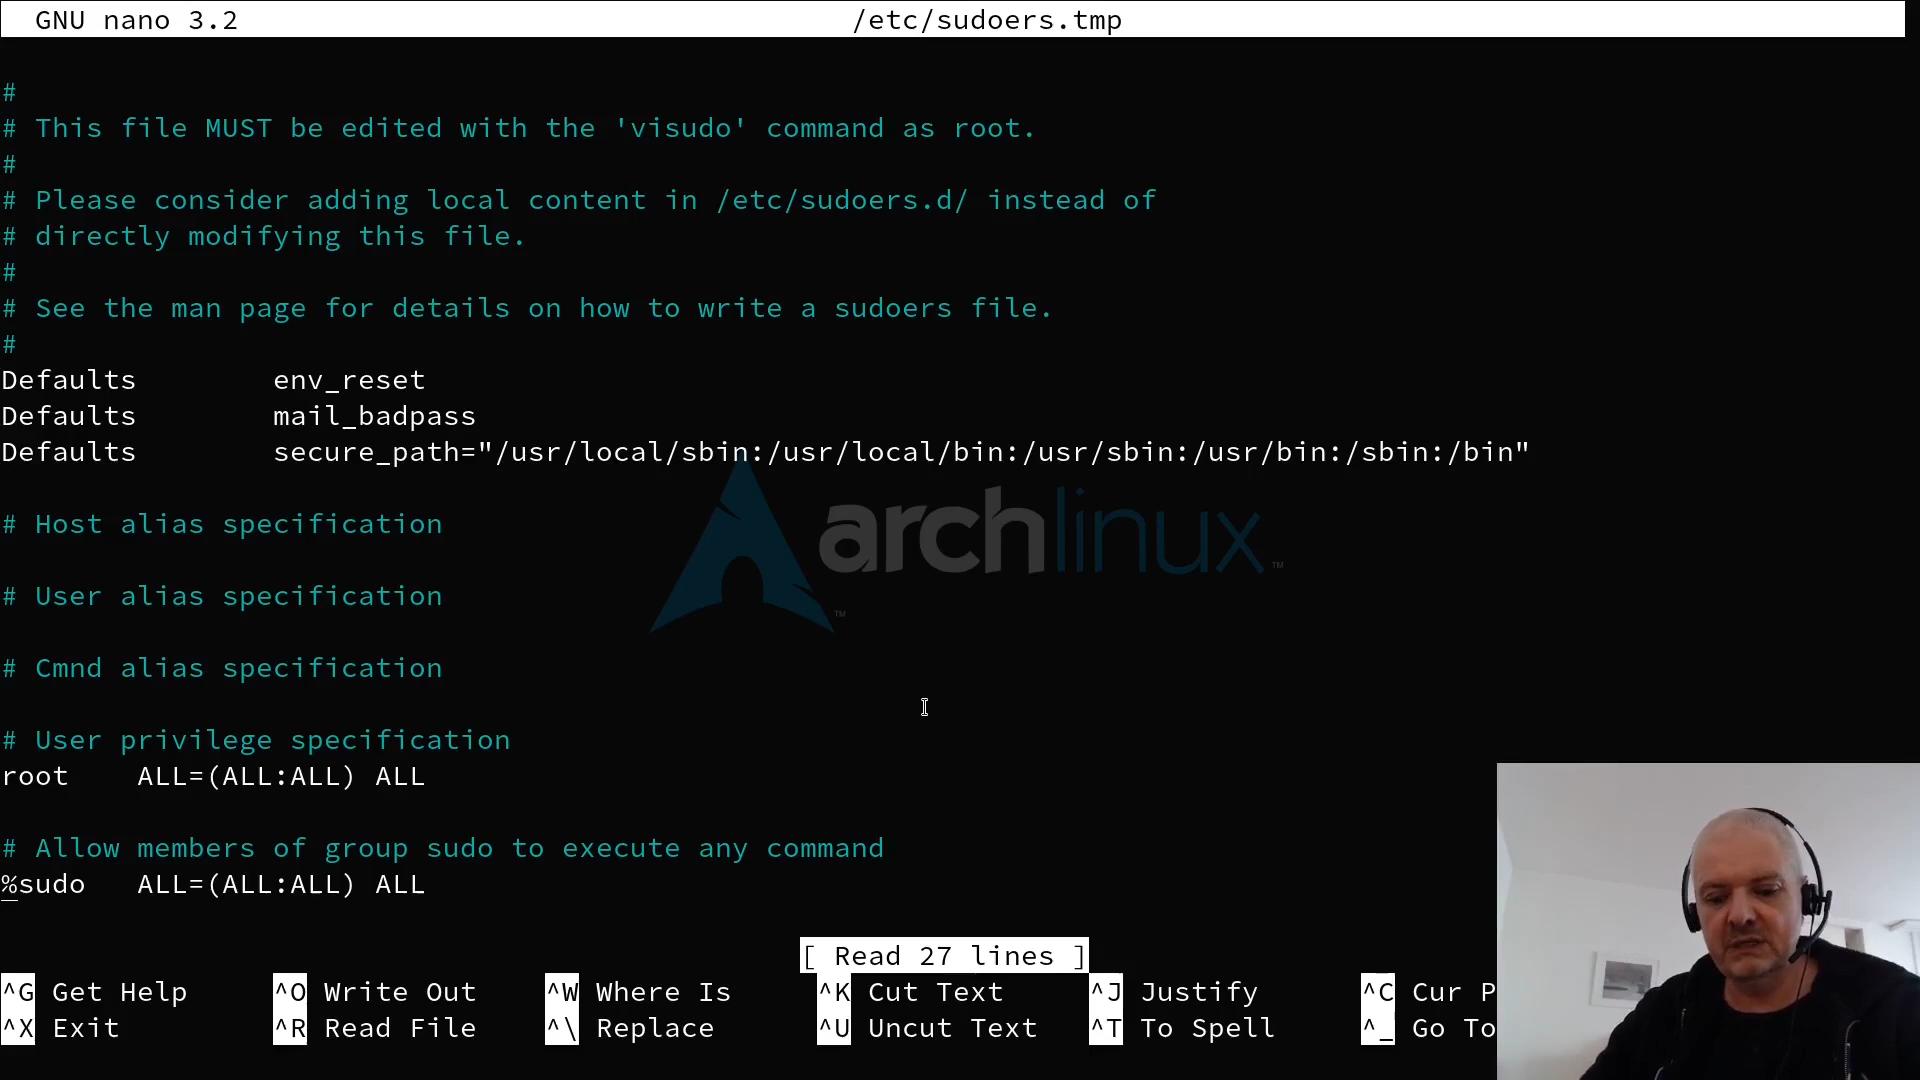 GNU nano 3.2 /etc/sudoers.tmp
#
# This file MUST be edited with the 'visudo' command as root.
#
# Please consider adding local content in /etc/sudoers.d/ instead of
# directly modifying this file.
#
# See the man page for details on how to write a sudoers file.
#
Defaults env_reset
Defaults mail_badpass
Defaults secure_path="/usr/local/sbin:/usr/local/bin:/usr/sbin:/usr/bin:/sbin:/bin"
# Host alias specification
archlinux™
# User alias specification
™
# Cmnd alias specification
# User privilege specification
root ALL=(ALL:ALL) ALL
# Allow members of group sudo to execute any command
%sudo ALL=(ALL:ALL) ALL
[ Read 27 lines ]
^G Get Help ^O Write Out ^W Where Is ^K Cut Text ^J Justify ^C Cur P
^X Exit ^R Read File ^\ Replace ^U Uncut Text ^T To Spell ^_ Go To